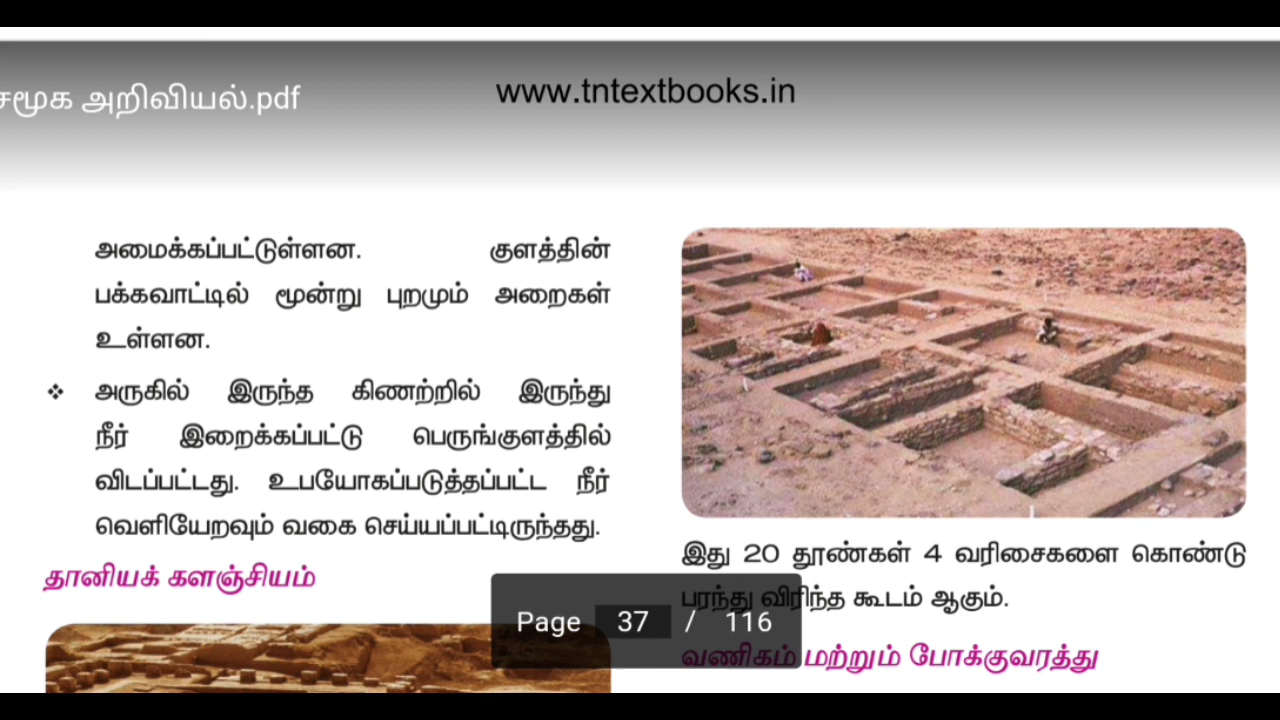 சமூக அறிவியல்.pdf
www.tntextbooks.in
அமைக்கப்பட்டுள்ளன. குளத்தின்
பக்கவாட்டில் மூன்று புறமும் அறைகள்
உள்ளன.
❖ அருகில் இருந்த கிணற்றில் இருந்து
நீர் இறைக்கப்பட்டு பெருங்குளத்தில்
விடப்பட்டது. உபயோகப்படுத்தப்பட்ட நீர்
வெளியேறவும் வகை செய்யப்பட்டிருந்தது.
தானியக் களஞ்சியம்
இது 20 தூண்கள் 4 வரிசைகளை கொண்டு
பரந்து விரிந்த கூடம் ஆகும்.
வணிகம் மற்றும் போக்குவரத்து
Page 37 / 116